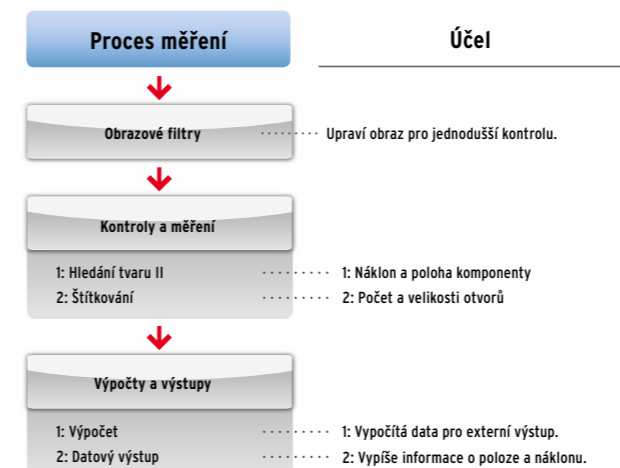 Proces měření
Účel
Obrazové filtry ········· Upraví obraz pro jednodušší kontrolu.
Kontroly a měření
1: Hledání tvaru II ·········· 1: Náklon a poloha komponenty
2: Štítkování ·········· 2: Počet a velikosti otvorů
Výpočty a výstupy
1: Výpočet ·········· 1: Vypočítá data pro externí výstup.
2: Datový výstup ·········· 2: Vypíše informace o poloze a náklonu.